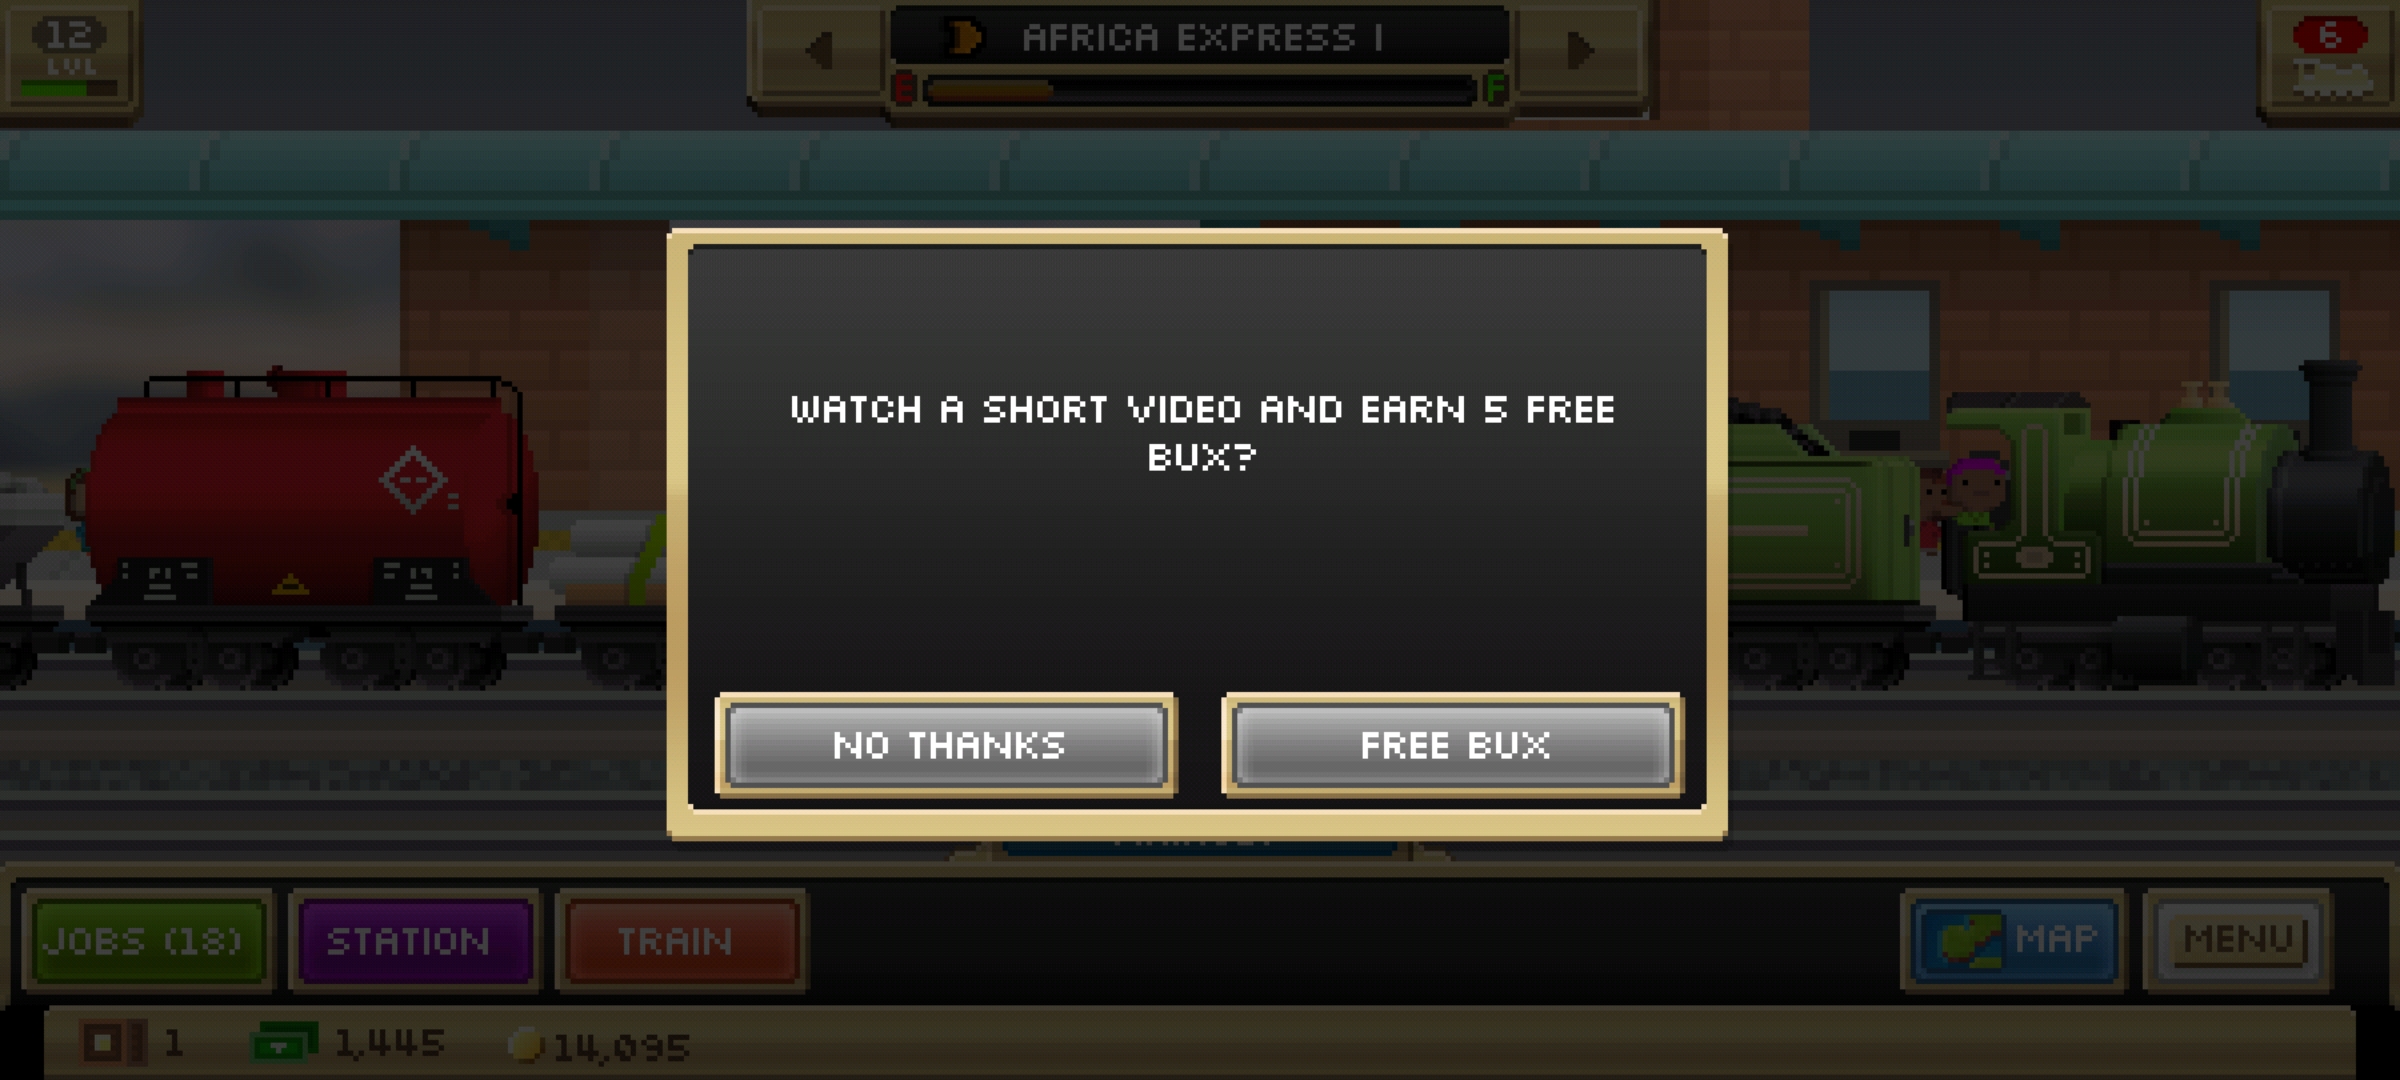 12
LVL
AFRICA EXPRESS I
E
F
6
WATCH A SHORT VIDEO AND EARN 5 FREE
BUX?
NO THANKS
FREE BUX
JOBS (18)
STATION
TRAIN
MAP
MENU
1
1,445
14,095